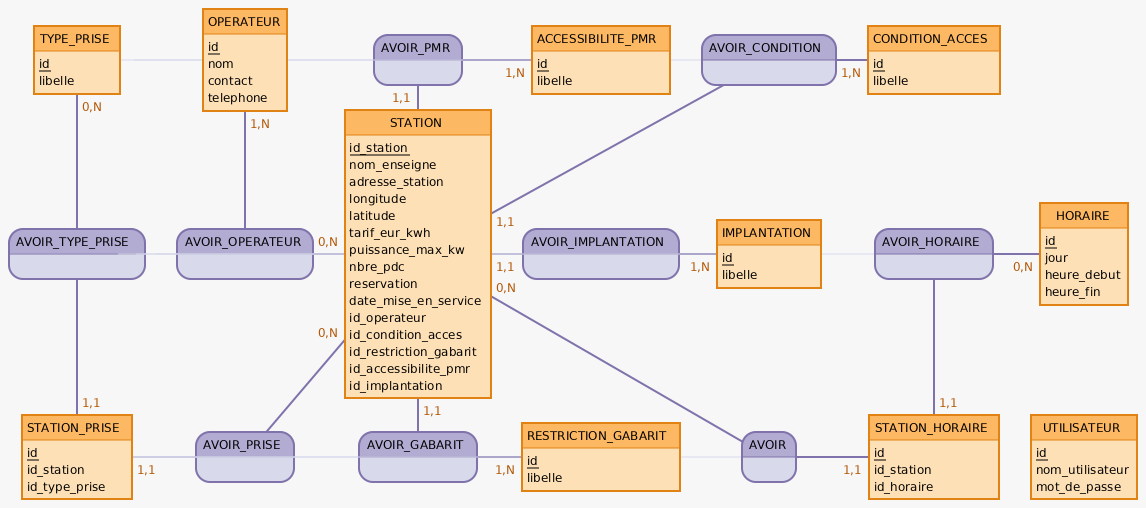 TYPE_PRISE
id
libelle
0,N
OPERATEUR
id
nom
contact
telephone
1,N
AVOIR_PMR
1,1
1,N
ACCESSIBILITE_PMR
id
libelle
AVOIR_CONDITION
1,N
CONDITION_ACCES
id
libelle
STATION
id_station
nom_enseigne
adresse_station
longitude
latitude
tarif_eur_kwh
puissance_max_kw
nbre_pdc
reservation
date_mise_en_service
id_operateur
id_condition_acces
id_restriction_gabarit
id_accessibilite_pmr
id_implantation
AVOIR_TYPE_PRISE
AVOIR_OPERATEUR
0,N
1,1
1,1
0,N
AVOIR_IMPLANTATION
1,N
IMPLANTATION
id
libelle
AVOIR_HORAIRE
0,N
HORAIRE
id
jour
heure_debut
heure_fin
0,N
1,1
1,1
1,1
STATION_PRISE
id
id_station
id_type_prise
1,1
AVOIR_PRISE
AVOIR_GABARIT
1,N
RESTRICTION_GABARIT
id
libelle
AVOIR
1,1
STATION_HORAIRE
id
id_station
id_horaire
UTILISATEUR
id
nom_utilisateur
mot_de_passe